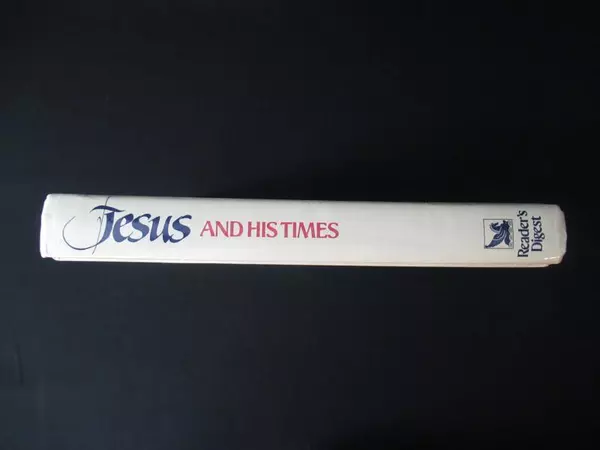 Jesus AND HIS TIMES
Reader's
Digest